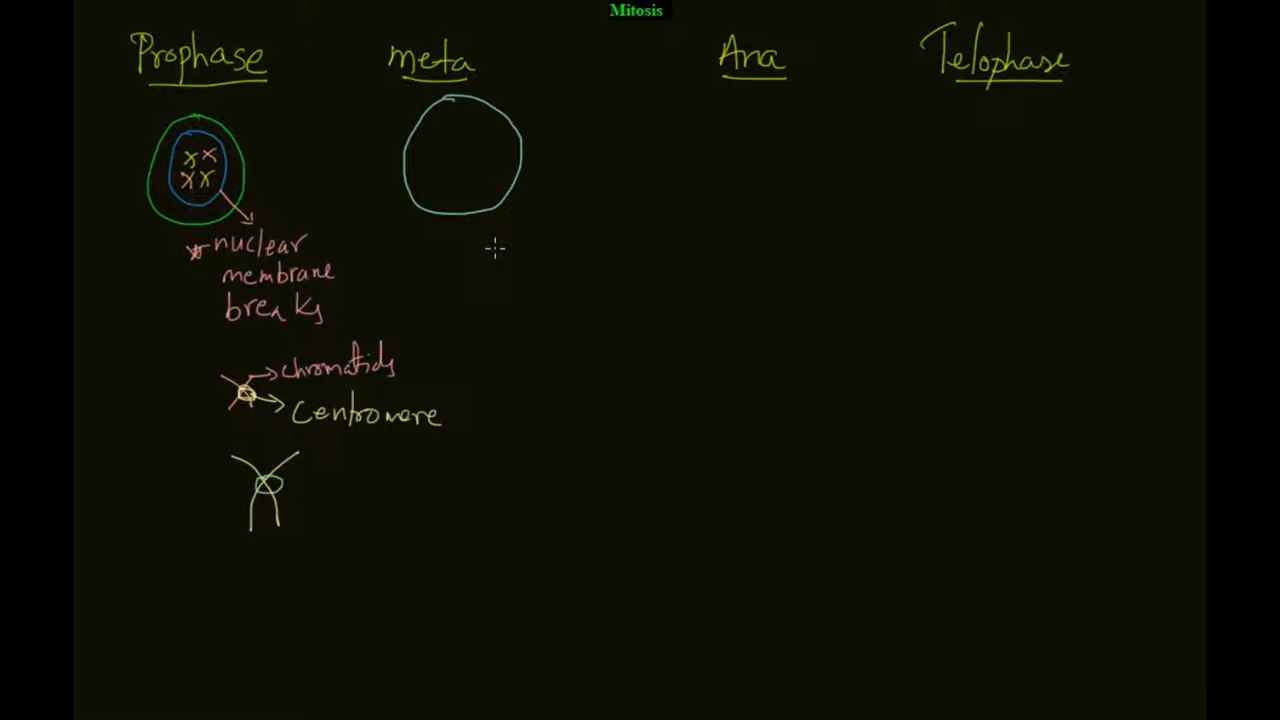 Mitosis
Prophase
meta
Ana
Telophase
nuclear
membrane
breaks
chromatids
Centromere